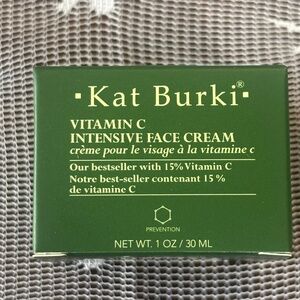 ▪Kat Burki®▪
VITAMIN C
INTENSIVE FACE CREAM
crème pour le visage à la vitamine c
Our bestseller with 15% Vitamin C
Notre best-seller contenant 15 %
de vitamine C
PREVENTION
NET WT. 1 OZ / 30 ML